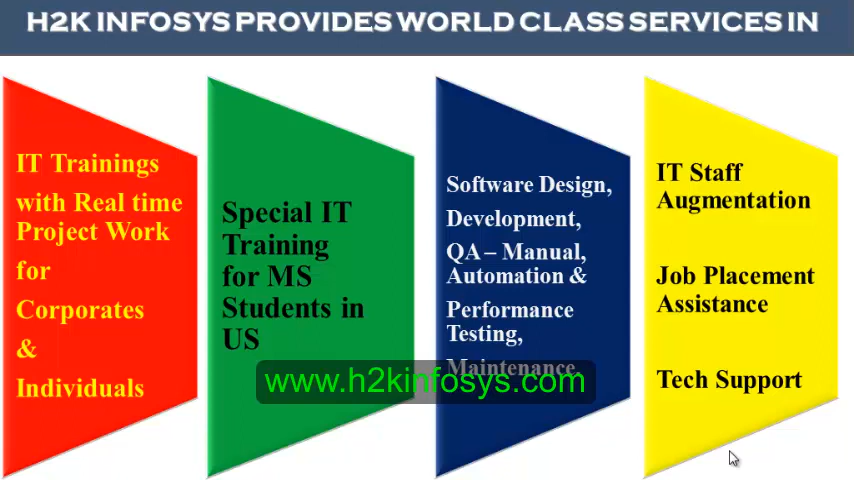 H2K INFOSYS PROVIDES WORLD CLASS SERVICES IN
IT Trainings
with Real time
Project Work
for
Corporates
&
Individuals
Special IT
Training
for MS
Students in
US
Software Design,
Development,
QA – Manual,
Automation &
Performance
Testing,
Maintenance.
IT Staff
Augmentation
Job Placement
Assistance
Tech Support
www.h2kinfosys.com